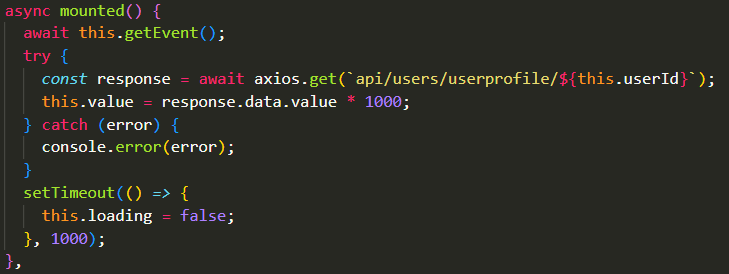 async mounted() {
await this.getEvent();
try {
const response = await axios.get(`api/users/userprofile/${this.userId}`);
this.value = response.data.value * 1000;
} catch (error) {
console.error(error);
}
setTimeout(() => {
this.loading = false;
}, 1000);
},